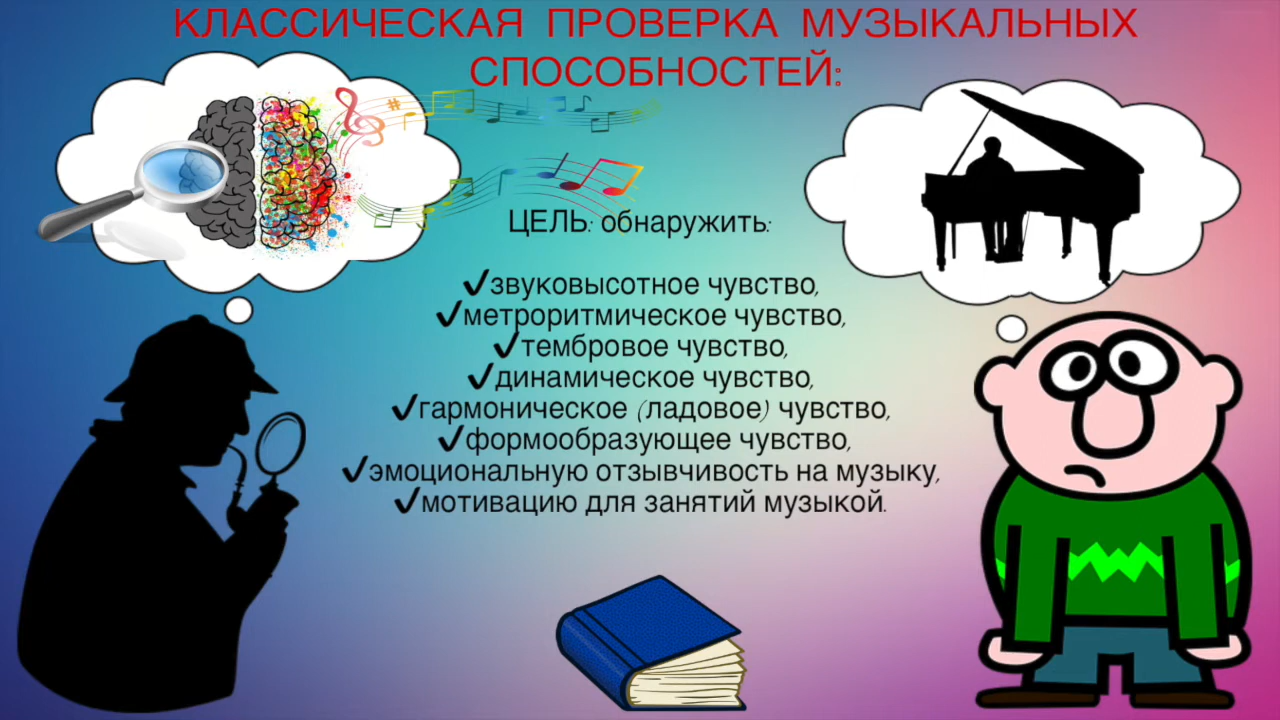 КЛАССИЧЕСКАЯ ПРОВЕРКА МУЗЫКАЛЬНЫХ
СПОСОБНОСТЕЙ:
ЦЕЛЬ: обнаружить:
✔звуковысотное чувство,
✔метроритмическое чувство,
✔тембровое чувство,
✔динамическое чувство,
✔гармоническое (ладовое) чувство,
✔формообразующее чувство,
✔эмоциональную отзывчивость на музыку,
✔мотивацию для занятий музыкой.